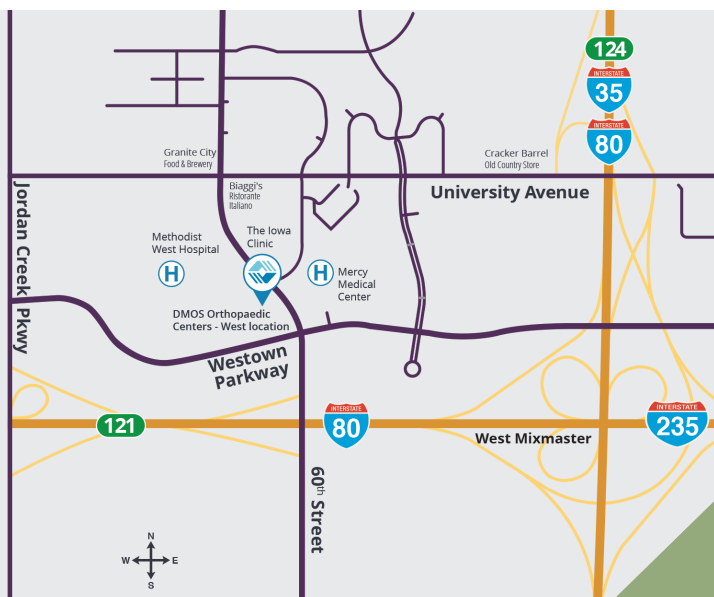 124
INTERSTATE
35
INTERSTATE
80
Granite City
Food & Brewery
Cracker Barrel
Old Country Store
University Avenue
Biaggi's
Ristorante
Italiano
Jordan Creek Pkwy
Methodist
West Hospital
H
The Iowa
Clinic
H
Mercy
Medical
Center
DMOS Orthopaedic
Centers - West location
Westown
Parkway
121
INTERSTATE
80
West Mixmaster
INTERSTATE
235
60th Street
N
W E
S